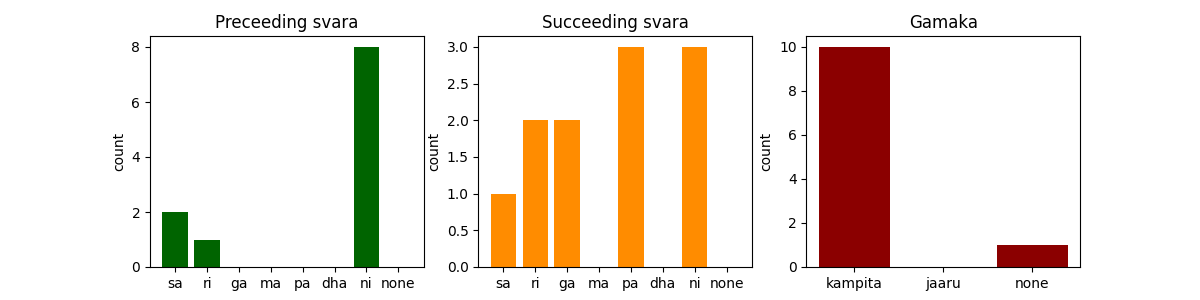 Preceeding svara
count
8
6
4
2
0
sa ri ga ma pa dha ni none
Succeeding svara
count
3.0
2.5
2.0
1.5
1.0
0.5
0.0
sa ri ga ma pa dha ni none
Gamaka
count
10
8
6
4
2
0
kampita jaaru none